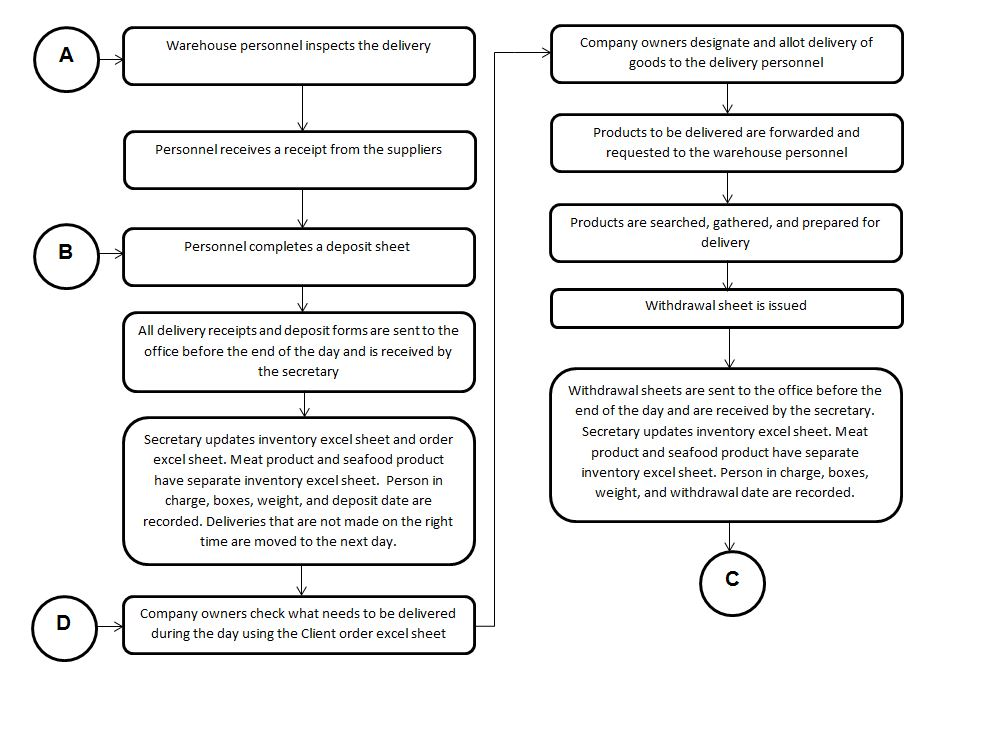 A
Warehouse personnel inspects the delivery
Personnel receives a receipt from the suppliers
B
Personnel completes a deposit sheet
All delivery receipts and deposit forms are sent to the
office before the end of the day and is received by
the secretary
Secretary updates inventory excel sheet and order
excel sheet. Meat product and seafood product
have separate inventory excel sheet.  Person in
charge, boxes, weight, and deposit date are
recorded. Deliveries that are not made on the right
time are moved to the next day.
D
Company owners check what needs to be delivered
during the day using the Client order excel sheet
Company owners designate and allot delivery of
goods to the delivery personnel
Products to be delivered are forwarded and
requested to the warehouse personnel
Products are searched, gathered, and prepared for
delivery
Withdrawal sheet is issued
Withdrawal sheets are sent to the office before the
end of the day and are received by the secretary.
Secretary updates inventory excel sheet. Meat
product and seafood product have separate
inventory excel sheet. Person in charge, boxes,
weight, and withdrawal date are recorded.
C